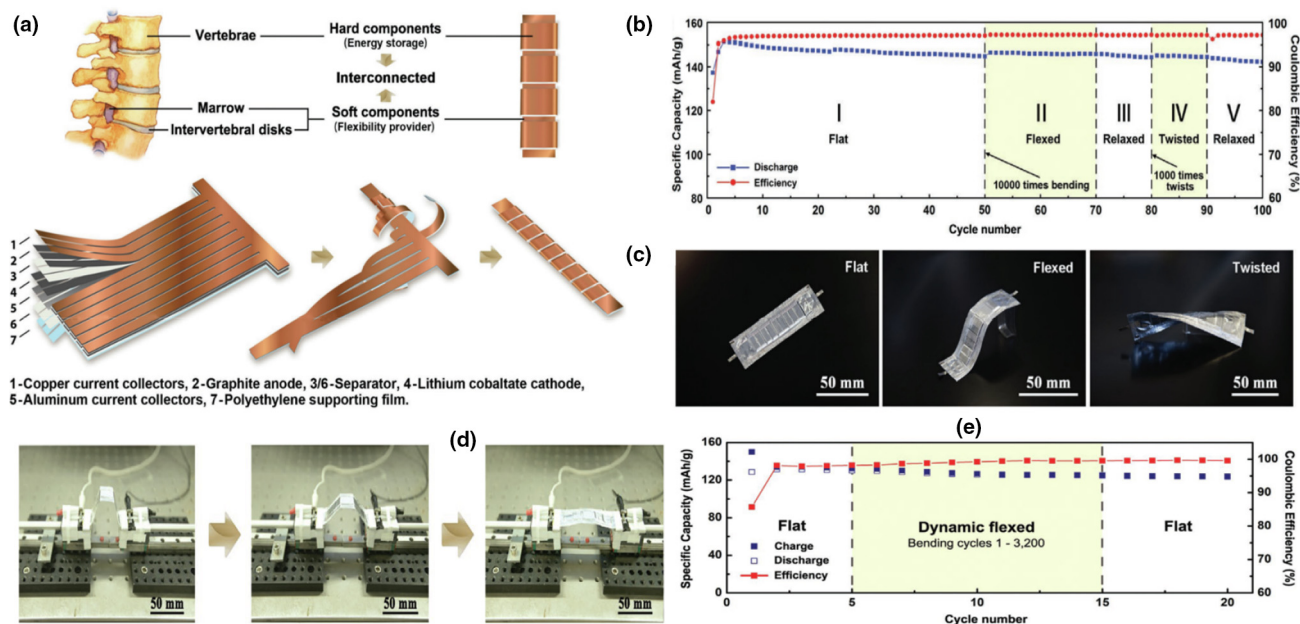 (a)
Vertebrae
Hard components
(Energy storage)
Interconnected
Marrow
Intervertebral disks
Soft components
(Flexibility provider)
1
2
3
4
5
6
7
1-Copper current collectors, 2-Graphite anode, 3/6-Separator, 4-Lithium cobaltate cathode,
5-Aluminum current collectors, 7-Polyethylene supporting film.
(b)
Specific Capacity (mAh/g)
160
140
120
100
80
I
Flat
II
Flexed
III
Relaxed
IV
Twisted
V
Relaxed
Discharge
Efficiency
10000 times bending
1000 times
twists
100
95
90
85
80
75
70
65
60
Coulombic Efficiency (%)
0 10 20 30 40 50 60 70 80 90 100
Cycle number
(c)
Flat
50 mm
Flexed
50 mm
Twisted
50 mm
(d)
50 mm
50 mm
50 mm
(e)
Specific Capacity (mAh/g)
160
120
80
40
0
Flat
Dynamic flexed
Bending cycles 1 - 3,200
Flat
Charge
Discharge
Efficiency
100
90
80
70
60
Coulombic Efficiency (%)
0 5 10 15 20
Cycle number